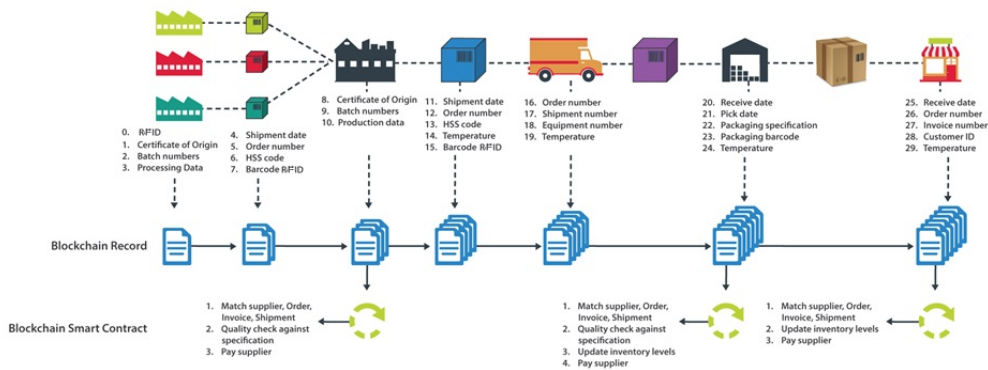 0. RFID
1. Certificate of Origin
2. Batch numbers
3. Processing Data
4. Shipment date
5. Order number
6. HSS code
7. Barcode RFID
8. Certificate of Origin
9. Batch numbers
10. Production data
11. Shipment date
12. Order number
13. HSS code
14. Temperature
15. Barcode RFID
16. Order number
17. Shipment number
18. Equipment number
19. Temperature
20. Receive date
21. Pick date
22. Packaging specification
23. Packaging barcode
24. Temperature
25. Receive date
26. Order number
27. Invoice number
28. Customer ID
29. Temperature
Blockchain Record
Blockchain Smart Contract
1. Match supplier, Order,
Invoice, Shipment
2. Quality check against
specification
3. Pay supplier
1. Match supplier, Order,
Invoice, Shipment
2. Quality check against
specification
3. Update inventory levels
4. Pay supplier
1. Match supplier, Order,
Invoice, Shipment
2. Update inventory levels
3. Pay supplier